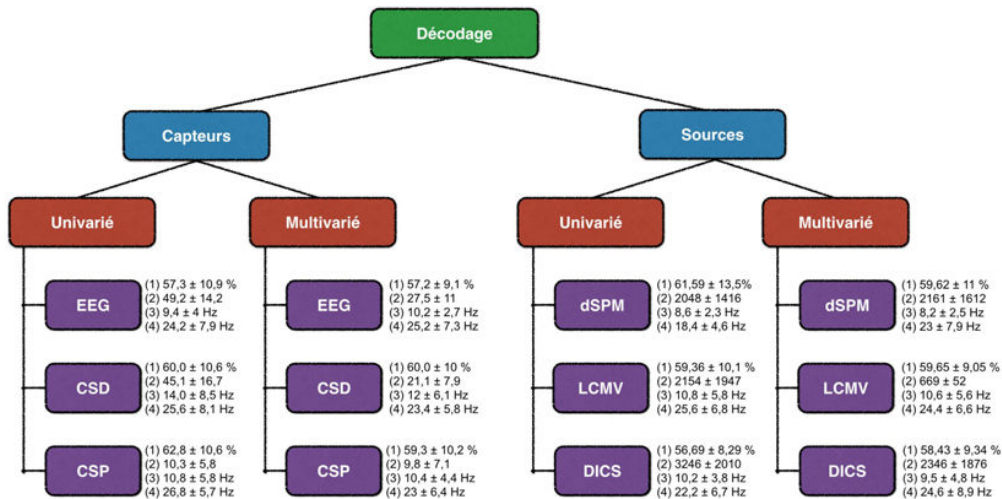 Décodage
Capteurs
Sources
Univarié
Multivarié
Univarié
Multivarié
EEG
(1) 57,3 ± 10,9 %
(2) 49,2 ± 14,2
(3) 9,4 ± 4 Hz
(4) 24,2 ± 7,9 Hz
EEG
(1) 57,2 ± 9,1 %
(2) 27,5 ± 11
(3) 10,2 ± 2,7 Hz
(4) 25,2 ± 7,3 Hz
dSPM
(1) 61,59 ± 13,5%
(2) 2048 ± 1416
(3) 8,6 ± 2,3 Hz
(4) 18,4 ± 4,6 Hz
dSPM
(1) 59,62 ± 11 %
(2) 2161 ± 1612
(3) 8,2 ± 2,5 Hz
(4) 23 ± 7,9 Hz
CSD
(1) 60,0 ± 10,6 %
(2) 45,1 ± 16,7
(3) 14,0 ± 8,5 Hz
(4) 25,6 ± 8,1 Hz
CSD
(1) 60,0 ± 10 %
(2) 21,1 ± 7,9
(3) 12 ± 6,1 Hz
(4) 23,4 ± 5,8 Hz
LCMV
(1) 59,36 ± 10,1 %
(2) 2154 ± 1947
(3) 10,8 ± 5,8 Hz
(4) 25,6 ± 6,8 Hz
LCMV
(1) 59,65 ± 9,05 %
(2) 669 ± 52
(3) 10,6 ± 5,6 Hz
(4) 24,4 ± 6,6 Hz
CSP
(1) 62,8 ± 10,6 %
(2) 10,3 ± 5,8
(3) 10,8 ± 5,8 Hz
(4) 26,8 ± 5,7 Hz
CSP
(1) 59,3 ± 10,2 %
(2) 9,8 ± 7,1
(3) 10,4 ± 4,4 Hz
(4) 23 ± 6,4 Hz
DICS
(1) 56,69 ± 8,29 %
(2) 3246 ± 2010
(3) 10,2 ± 3,8 Hz
(4) 22,2 ± 6,7 Hz
DICS
(1) 58,43 ± 9,34 %
(2) 2346 ± 1876
(3) 9,5 ± 4,8 Hz
(4) 24,6 ± 8,9 Hz